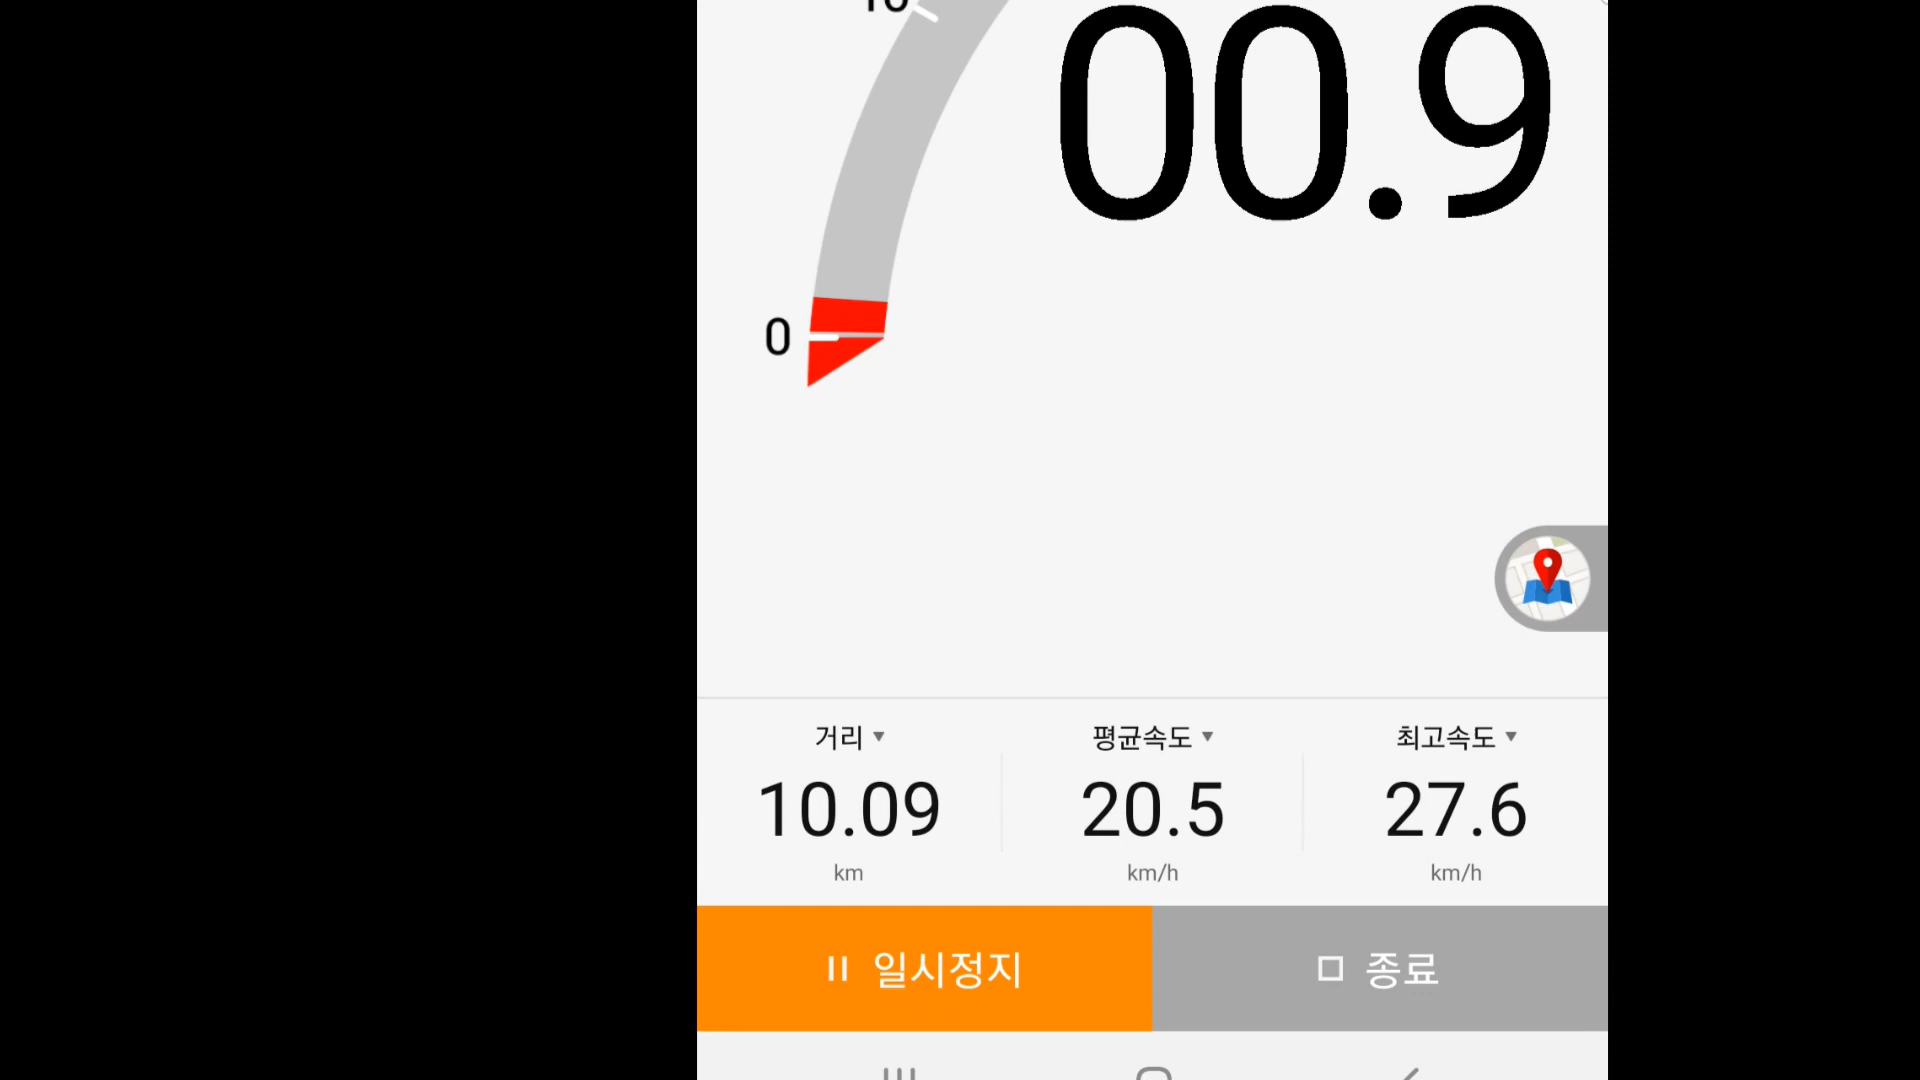 00.9
0
거리 평균속도 최고속도
10.09 20.5 27.6
km km/h km/h
일시정지 종료